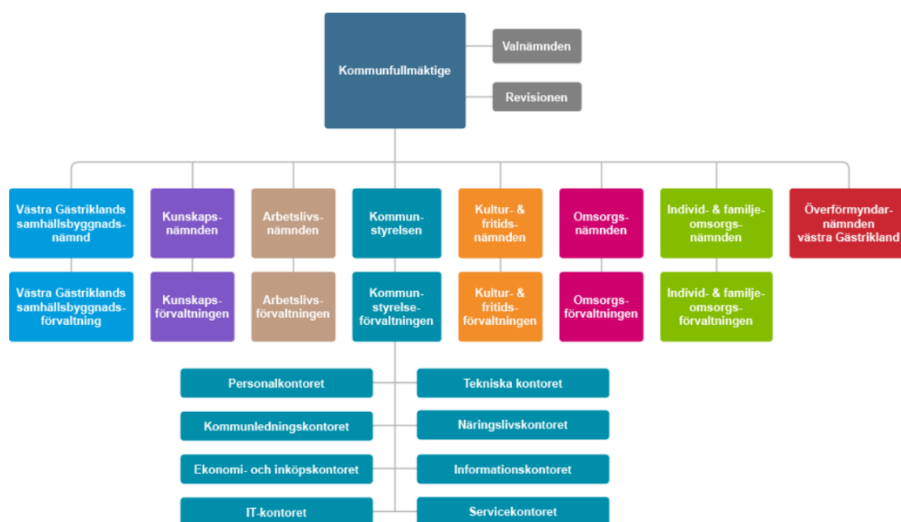 Kommunfullmäktige
Valnämnden
Revisionen
Västra Gästriklands
samhällsbyggnads-
nämnd
Kunskaps-
nämnden
Arbetslivs-
nämnden
Kommun-
styrelsen
Kultur- &
fritids-
nämnden
Omsorgs-
nämnden
Individ- & familje-
omsorgs-
nämnden
Överförmyndar-
nämnden
västra Gästrikland
Västra Gästriklands
samhällsbyggnads-
förvaltning
Kunskaps-
förvaltningen
Arbetslivs-
förvaltningen
Kommun-
styrelse-
förvaltningen
Kultur- &
fritids-
förvaltningen
Omsorgs-
förvaltningen
Individ- & familje-
omsorgs-
förvaltningen
Personalkontoret
Tekniska kontoret
Kommunledningskontoret
Näringslivskontoret
Ekonomi- och inköpskontoret
Informationskontoret
IT-kontoret
Servicekontoret